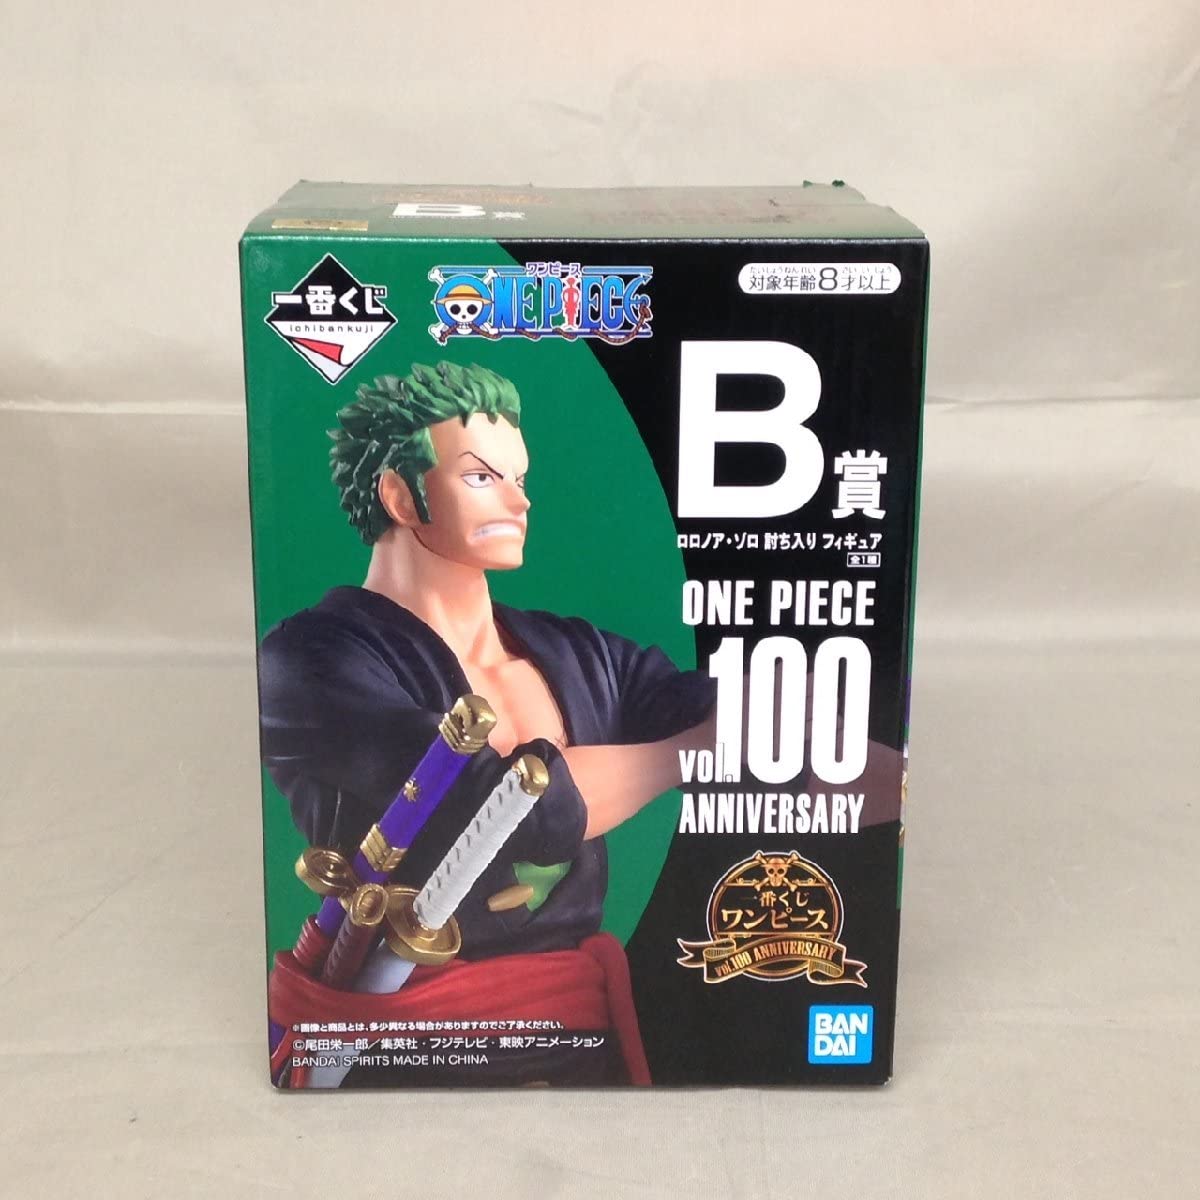 B賞
一番くじ
ichibankuji
ワンピース
ONE PIECE
たいしょうねんれい さいいじょう
対象年齢8才以上
B賞
ロロノア・ゾロ 討ち入り フィギュア
全1種
ONE PIECE
vol.100
ANNIVERSARY
一番くじ
ワンピース
vol.100 ANNIVERSARY
※画像と商品とは、多少異なる場合がありますのでご了承ください。
©尾田栄一郎／集英社・フジテレビ・東映アニメーション
BANDAI SPIRITS MADE IN CHINA
BAN
DAI